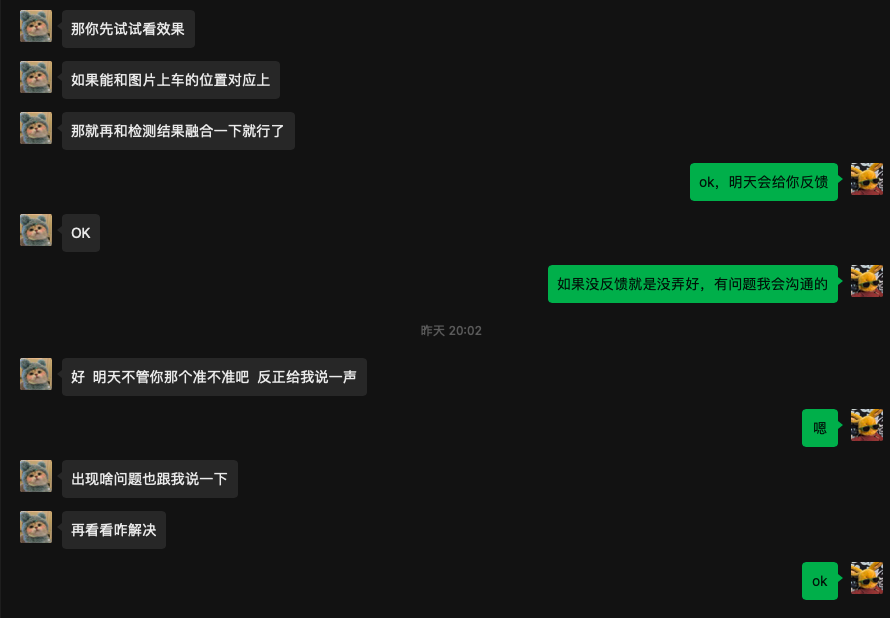 那你先试试看效果
如果能和图片上车的位置对应上
那就再和检测结果融合一下就行了
ok，明天会给你反馈
OK
如果没反馈就是没弄好，有问题我会沟通的
昨天 20:02
好  明天不管你那个准不准吧  反正给我说一声
嗯
出现啥问题也跟我说一下
再看看咋解决
ok